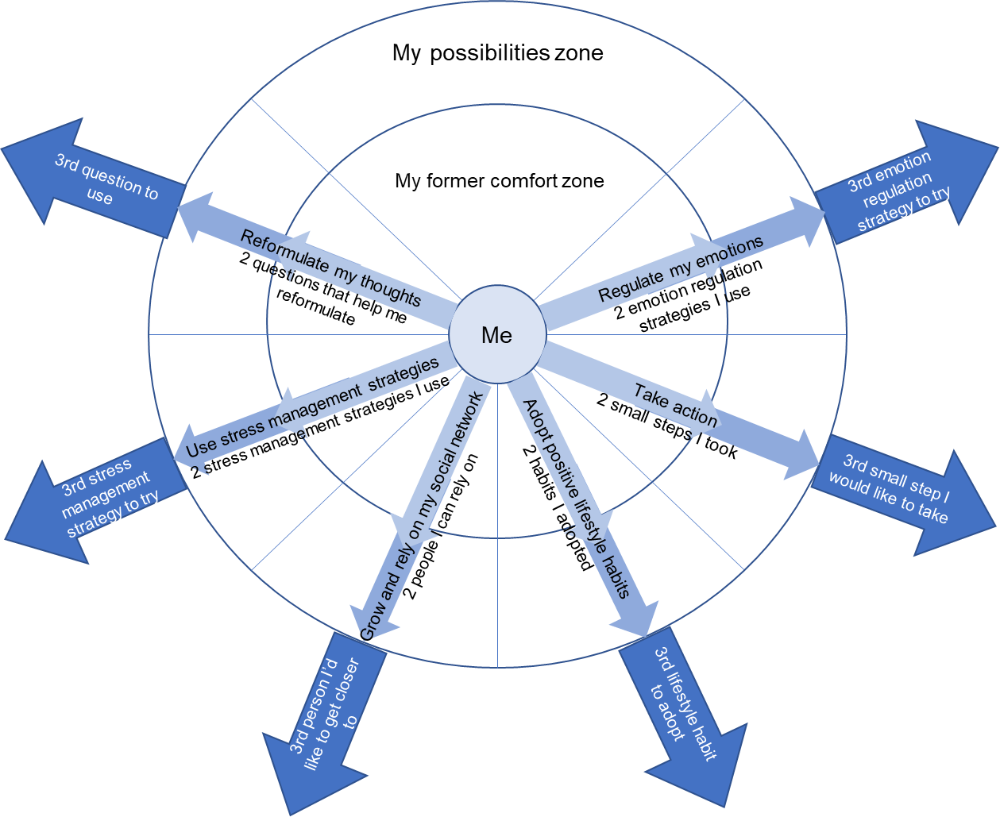 My possibilities zone
My former comfort zone
Me
3rd question to
use
Reformulate my thoughts
2 questions that help me
reformulate
3rd emotion
regulation
strategy to try
Regulate my emotions
2 emotion regulation
strategies I use
Use stress management strategies
2 stress management strategies I use
3rd stress
management
strategy to try
Take action
2 small steps I took
3rd small step I
would like to take
Grow and rely on my social network
2 people I can rely on
3rd person I'd
like to get closer
to
Adopt positive lifestyle habits
2 habits I adopted
3rd lifestyle habit
to adopt